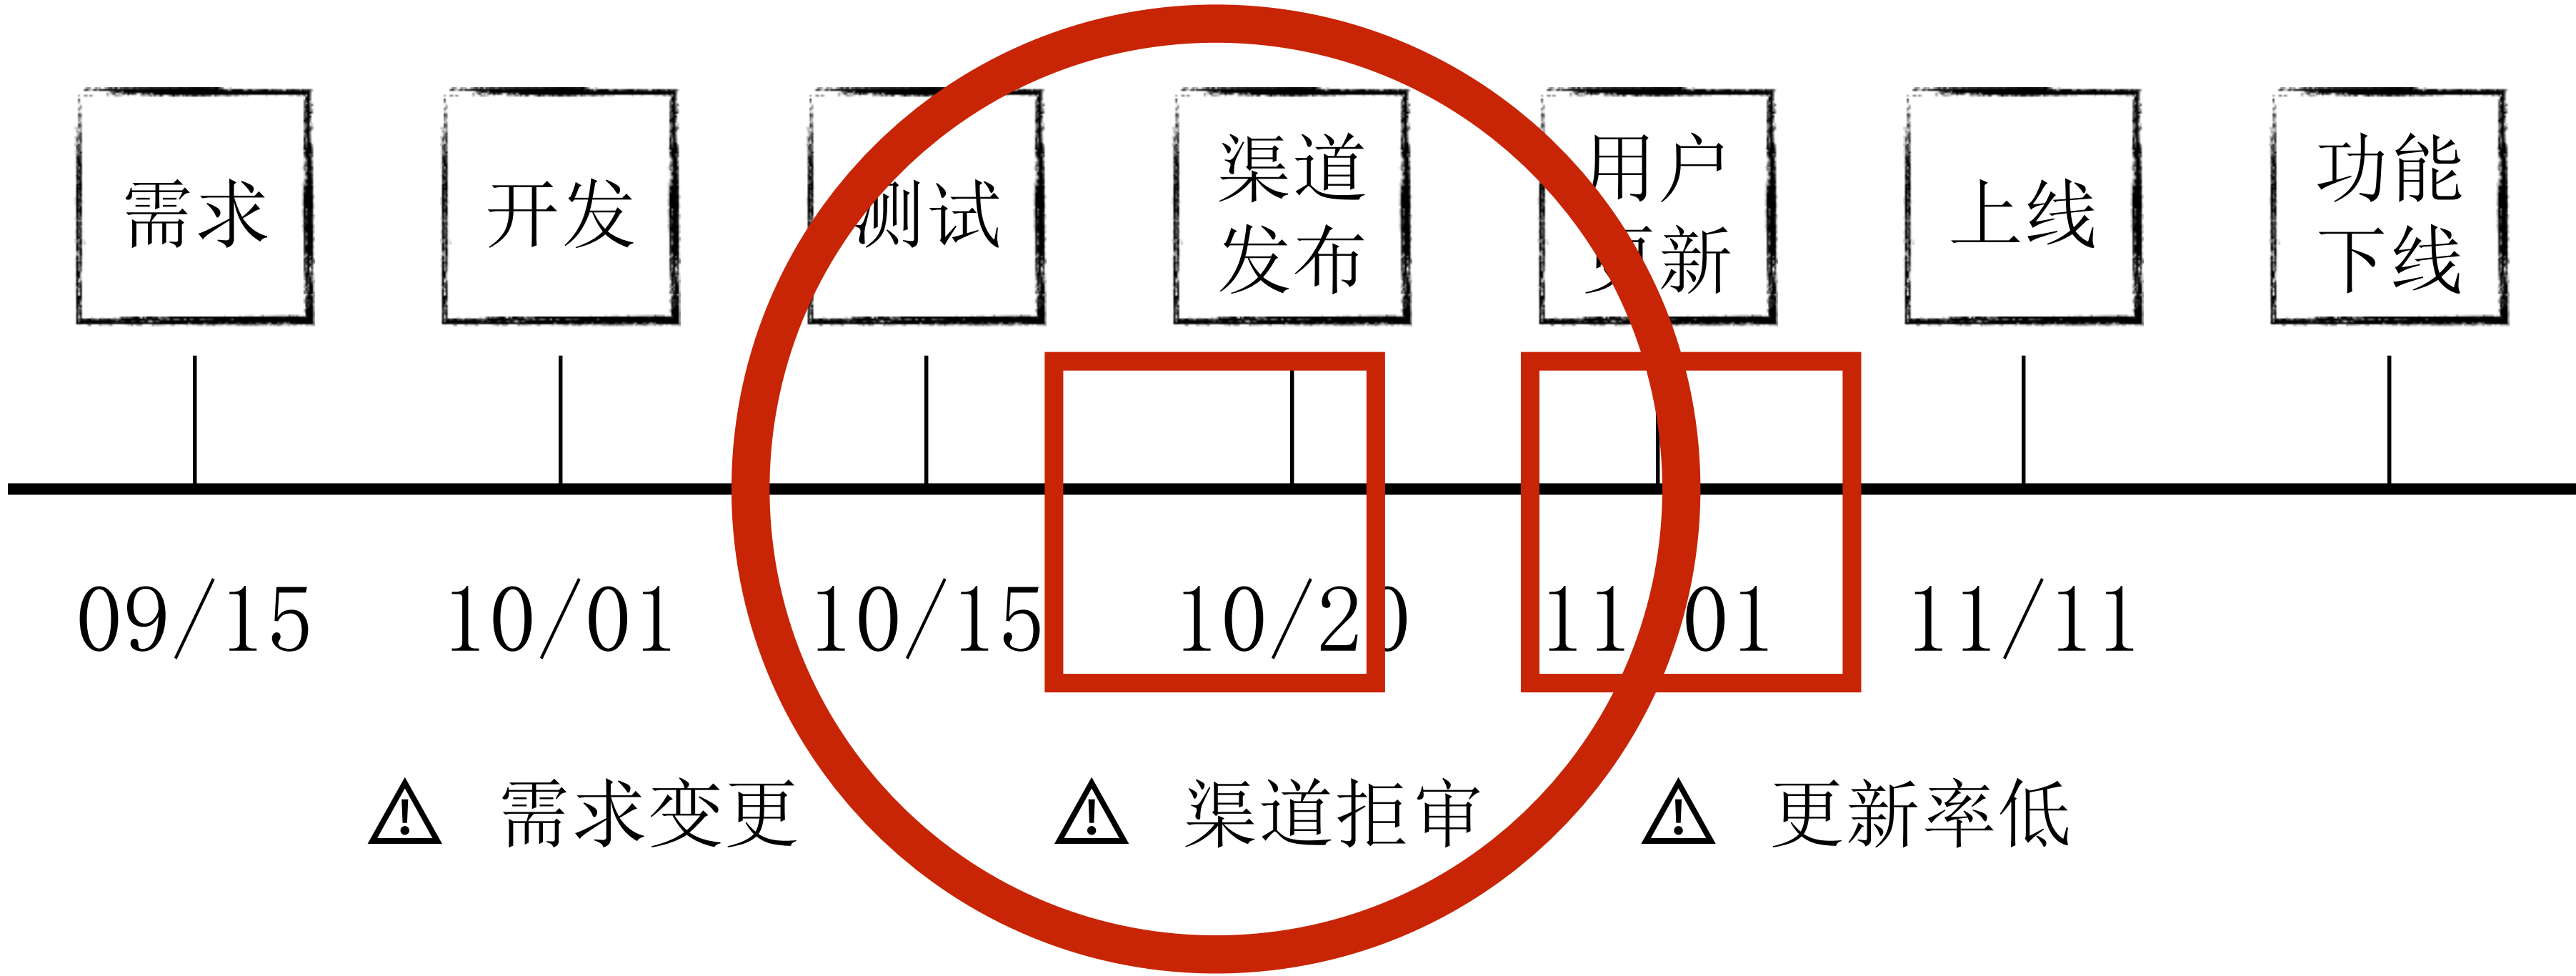 需求
开发
测试
渠道
发布
用户
更新
上线
功能
下线
09/15
10/01
10/15
10/20
11/01
11/11
需求变更
渠道拒审
更新率低